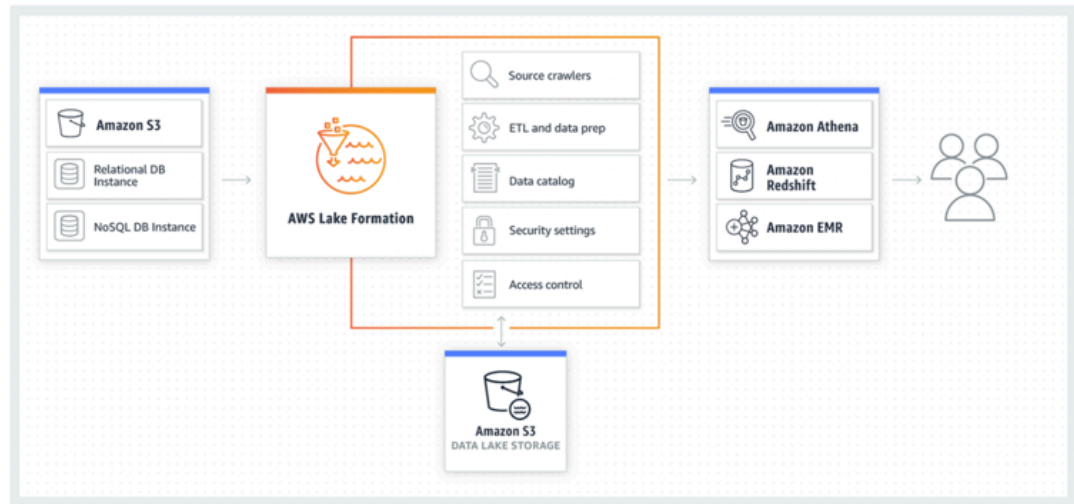 Amazon S3
Relational DB
Instance
NoSQL DB Instance
AWS Lake Formation
Source crawlers
ETL and data prep
Data catalog
Security settings
Access control
Amazon Athena
Amazon
Redshift
Amazon EMR
Amazon S3
DATA LAKE STORAGE